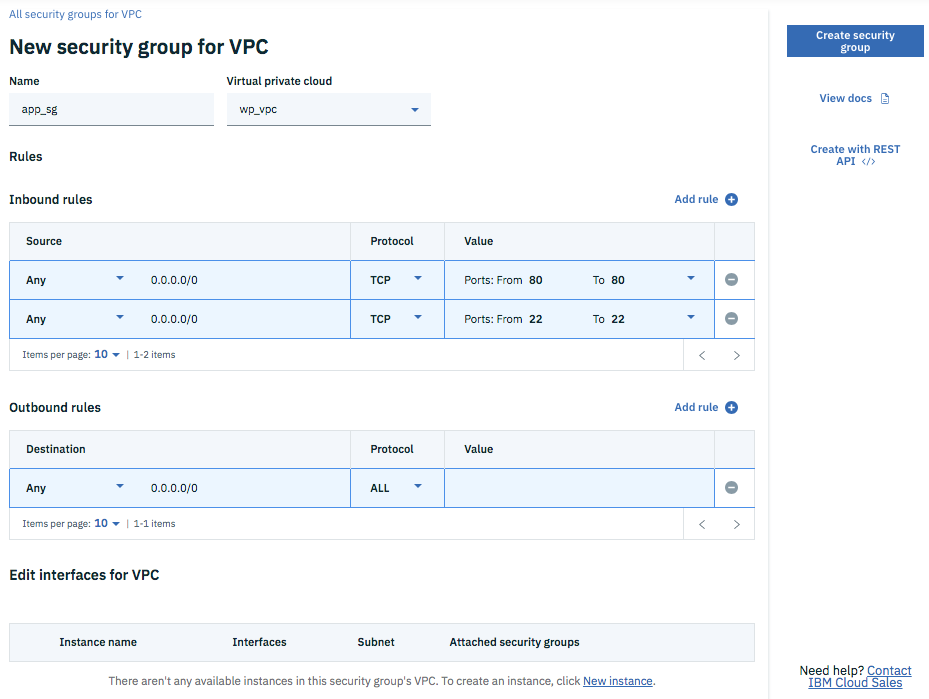 All security groups for VPC
New security group for VPC
Name
Virtual private cloud
app_sg
wp_vpc
Rules
Inbound rules
Add rule
Source Protocol Value
Any 0.0.0.0/0 TCP Ports: From 80 To 80
Any 0.0.0.0/0 TCP Ports: From 22 To 22
Items per page: 10 | 1-2 items
Outbound rules
Add rule
Destination Protocol Value
Any 0.0.0.0/0 ALL
Items per page: 10 | 1-1 items
Edit interfaces for VPC
Instance name Interfaces Subnet Attached security groups
There aren't any available instances in this security group's VPC. To create an instance, click New instance.
Create security
group
View docs
Create with REST
API </>
Need help? Contact
IBM Cloud Sales